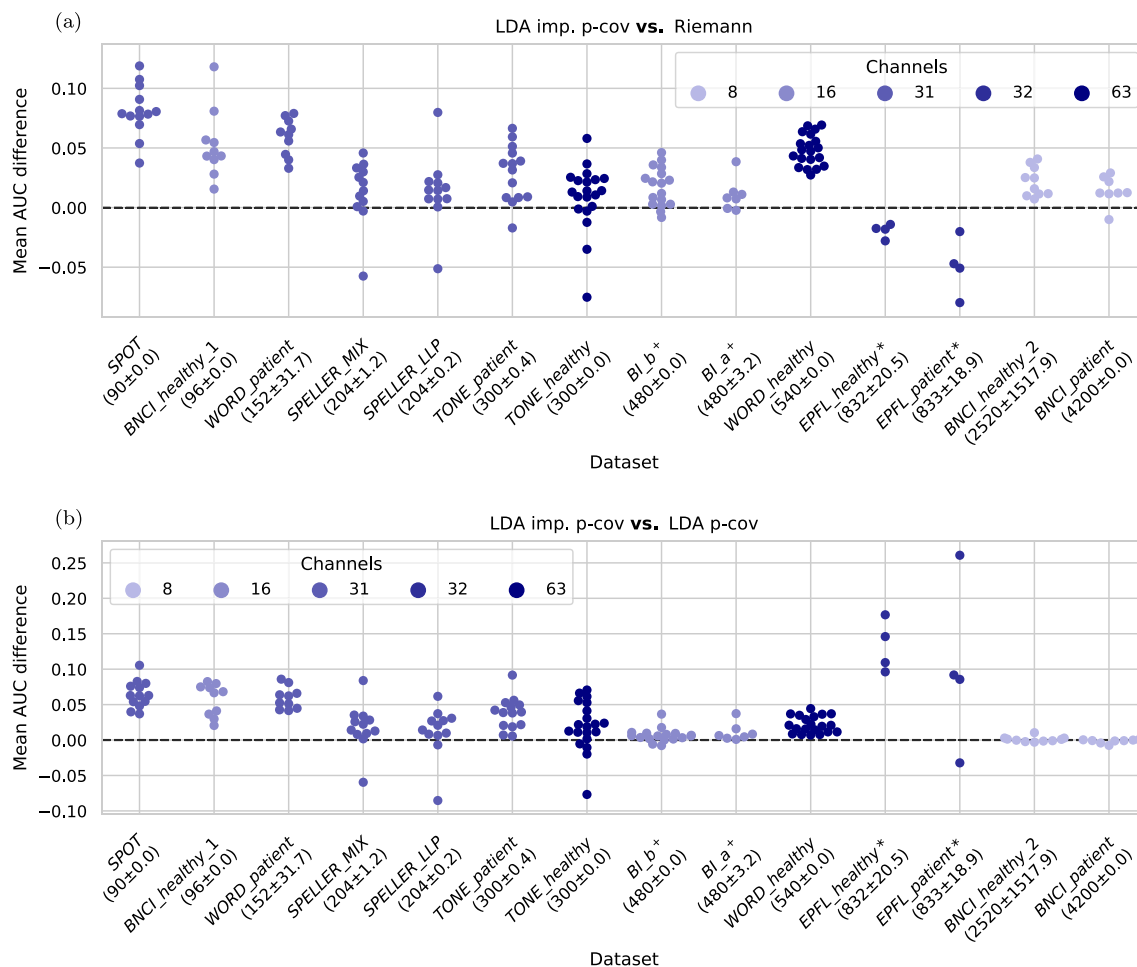 (a)
LDA imp. p-cov vs. Riemann
Channels
8 16 31 32 63
Mean AUC difference
0.10
0.05
0.00
−0.05
SPOT
(90±0.0)
BNCI_healthy_1
(96±0.0)
WORD_patient
(152±31.7)
SPELLER_MIX
(204±1.2)
SPELLER_LLP
(204±0.2)
TONE_patient
(300±0.4)
TONE_healthy
(300±0.0)
BI_b⁺
(480±0.0)
BI_a⁺
(480±3.2)
WORD_healthy
(540±0.0)
EPFL_healthy*
(832±20.5)
EPFL_patient*
(833±18.9)
BNCI_healthy_2
(2520±1517.9)
BNCI_patient
(4200±0.0)
Dataset
(b)
LDA imp. p-cov vs. LDA p-cov
Channels
8 16 31 32 63
Mean AUC difference
0.25
0.20
0.15
0.10
0.05
0.00
−0.05
−0.10
SPOT
(90±0.0)
BNCI_healthy_1
(96±0.0)
WORD_patient
(152±31.7)
SPELLER_MIX
(204±1.2)
SPELLER_LLP
(204±0.2)
TONE_patient
(300±0.4)
TONE_healthy
(300±0.0)
BI_b⁺
(480±0.0)
BI_a⁺
(480±3.2)
WORD_healthy
(540±0.0)
EPFL_healthy*
(832±20.5)
EPFL_patient*
(833±18.9)
BNCI_healthy_2
(2520±1517.9)
BNCI_patient
(4200±0.0)
Dataset